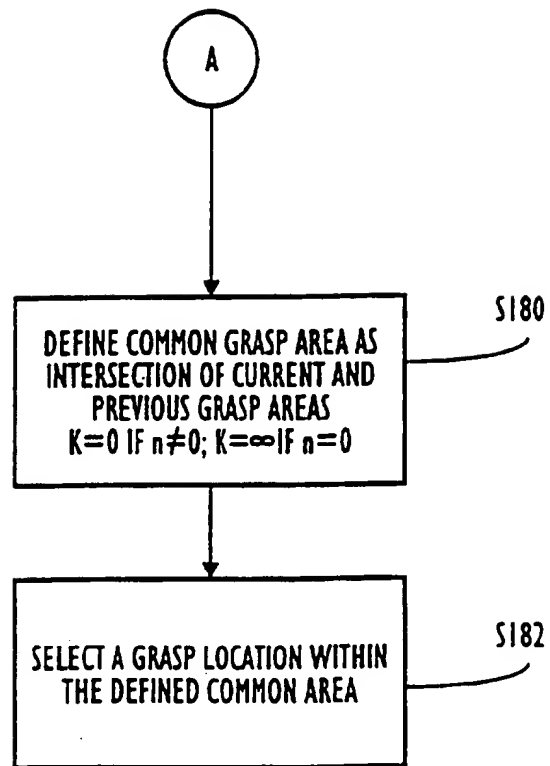 A
S180
DEFINE COMMON GRASP AREA AS
INTERSECTION OF CURRENT AND
PREVIOUS GRASP AREAS
K=0 IF n≠0; K=∞ IF n=0
S182
SELECT A GRASP LOCATION WITHIN
THE DEFINED COMMON AREA